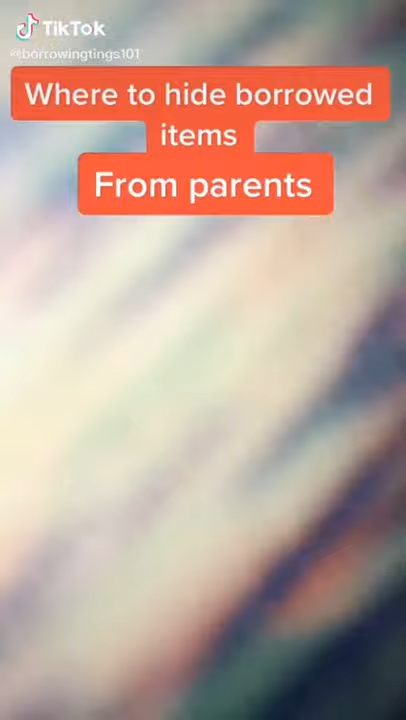 TikTok
@borrowingtings101
Where to hide borrowed
items
From parents